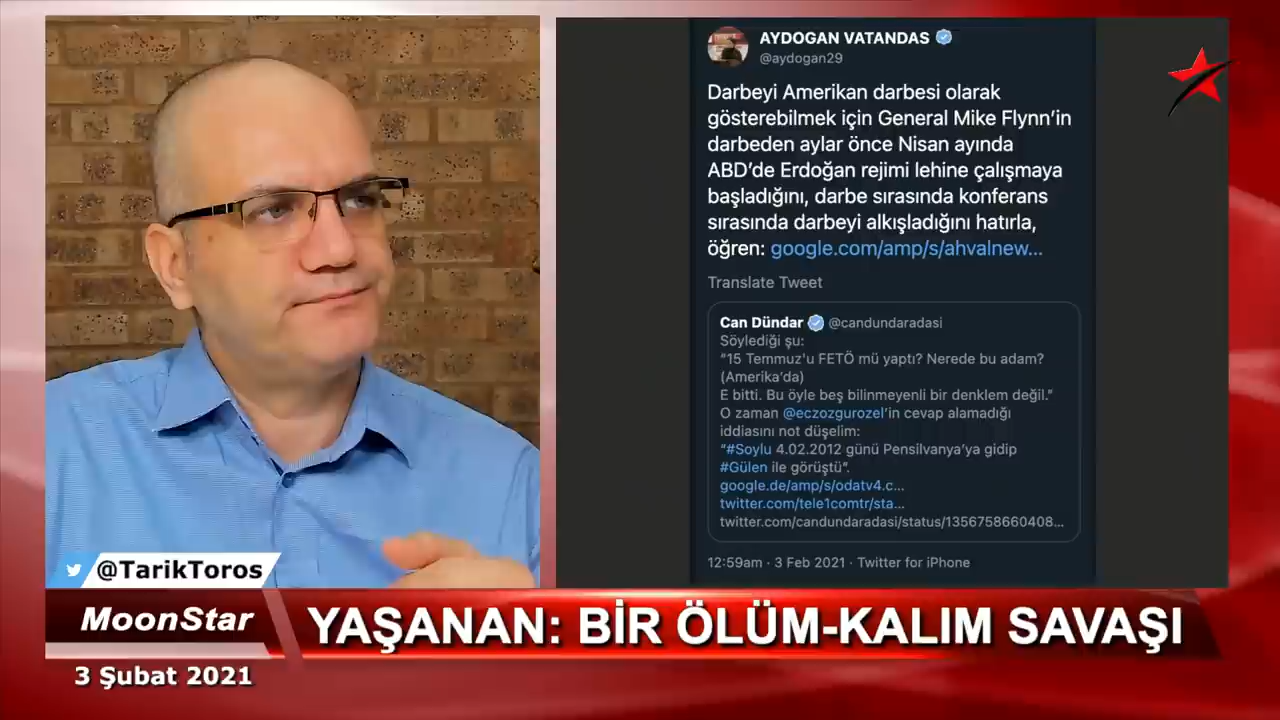 AYDOGAN VATANDAS
@aydogan29
Darbeyi Amerikan darbesi olarak
gösterebilmek için General Mike Flynn'in
darbeden aylar önce Nisan ayında
ABD'de Erdoğan rejimi lehine çalışmaya
başladığını, darbe sırasında konferans
sırasında darbeyi alkışladığını hatırla,
öğren: google.com/amp/s/ahvalnew...
Translate Tweet
Can Dündar @candundaradasi
Söylediği şu:
"15 Temmuz'u FETÖ mü yaptı? Nerede bu adam?
(Amerika'da)
E bitti. Bu öyle beş bilinmeyenli bir denklem değil."
O zaman @eczozgurozel'in cevap alamadığı
iddiasını not düşelim:
"#Soylu 4.02.2012 günü Pensilvanya'ya gidip
#Gülen ile görüştü".
google.de/amp/s/odatv4.c...
twitter.com/tele1comtr/sta...
twitter.com/candundaradasi/status/1356758660408...
12:59am · 3 Feb 2021 · Twitter for iPhone
@TarikToros
MoonStar
YAŞANAN: BİR ÖLÜM-KALIM SAVAŞI
3 Şubat 2021